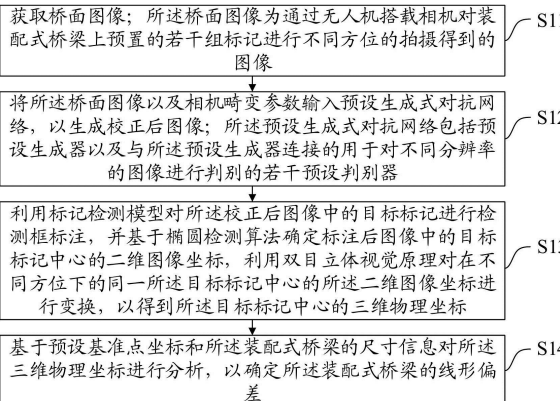 获取桥面图像；所述桥面图像为通过无人机搭载相机对装
配式桥梁上预置的若干组标记进行不同方位的拍摄得到的
图像
S11
将所述桥面图像以及相机畸变参数输入预设生成式对抗网
络，以生成校正后图像；所述预设生成式对抗网络包括预
设生成器以及与所述预设生成器连接的用于对不同分辨率
的图像进行判别的若干预设判别器
S12
利用标记检测模型对所述校正后图像中的目标标记进行检
测框标注，并基于椭圆检测算法确定标注后图像中的目标
标记中心的二维图像坐标，利用双目立体视觉原理对在不
同方位下的同一所述目标标记中心的所述二维图像坐标进
行变换，以得到所述目标标记中心的三维物理坐标
S13
基于预设基准点坐标和所述装配式桥梁的尺寸信息对所述
三维物理坐标进行分析，以确定所述装配式桥梁的线形偏
差
S14